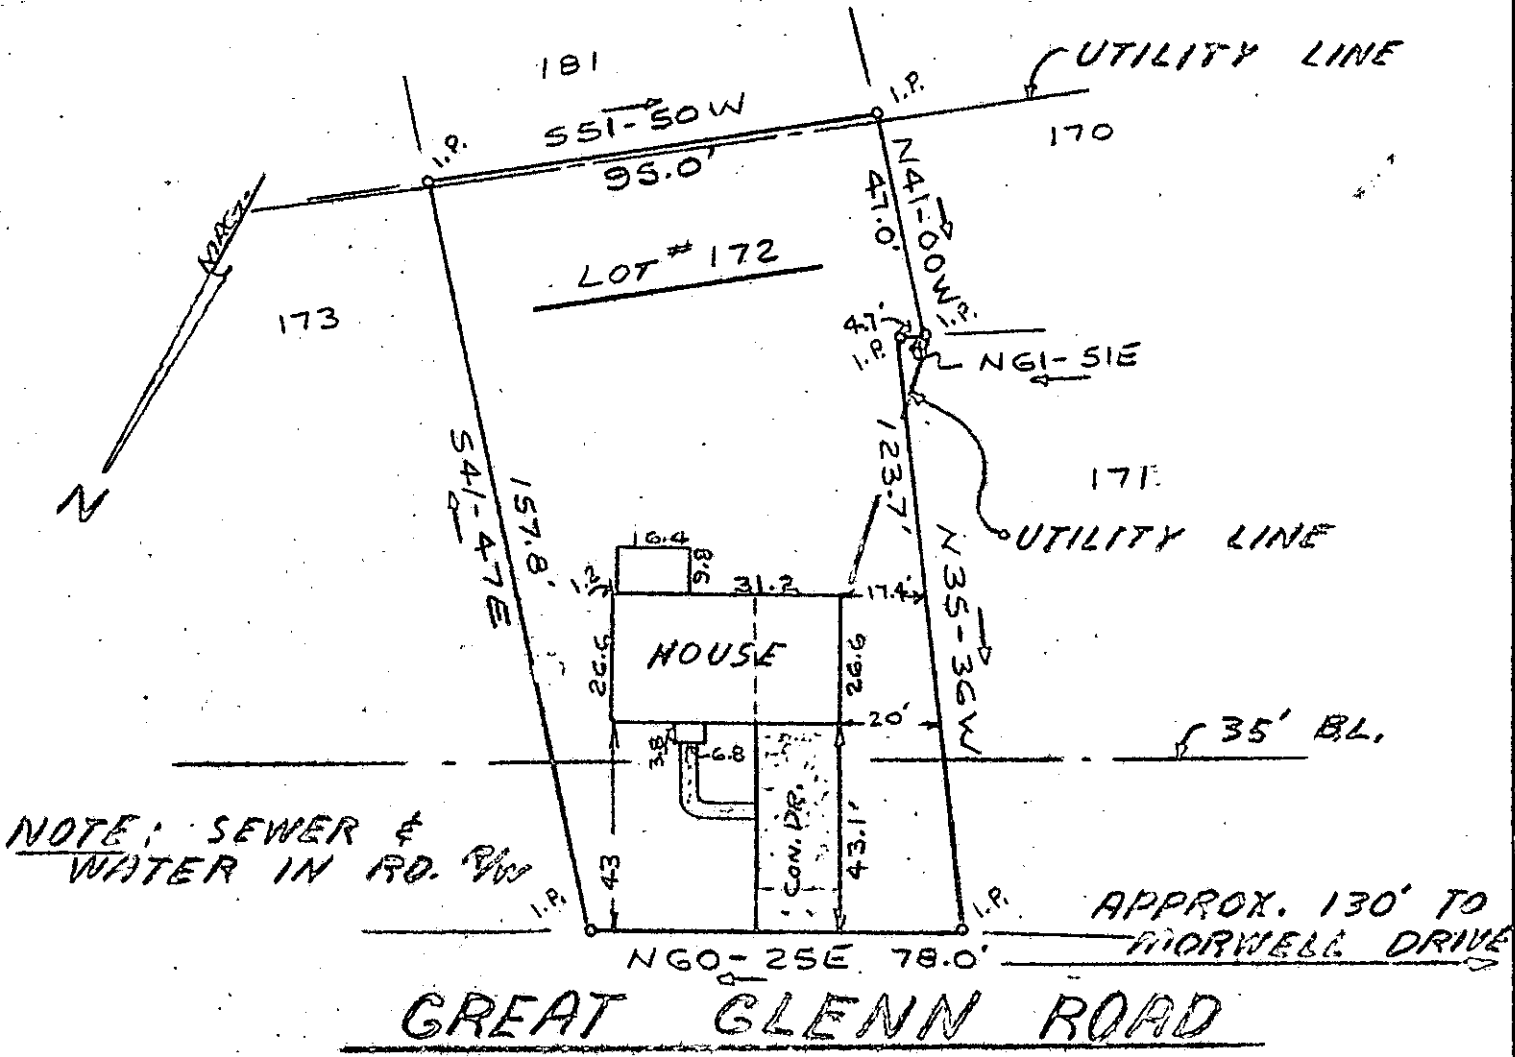 181
UTILITY LINE
I.P.
S51-50W
95.0'
I.P.
170
N41-00W
47.0'
LOT # 172
173
N
4.7'
I.P.
I.P.
N61-51E
S41-47E
157.8'
123.7'
171
UTILITY LINE
16.4
9.8
1.2
31.2
17.4'
26.6
HOUSE
26.6
N35-36W
20'
3.8
6.8
35' B.L.
CON. DR.
43
43.1'
NOTE: SEWER &
WATER IN RD. R/W
I.P.
I.P.
APPROX. 130' TO
MORWELL DRIVE
N60-25E 78.0'
GREAT GLENN ROAD